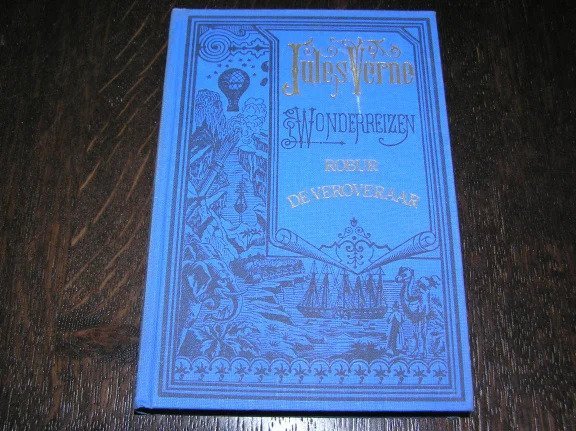 Jules Verne
WONDERREIZEN
ROBUR
DE VEROVERAAR